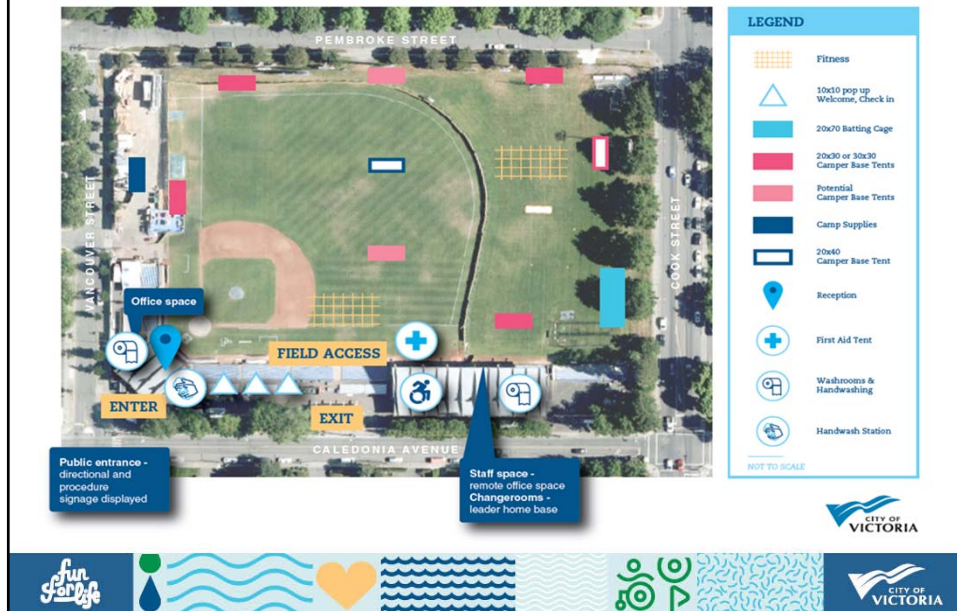 PEMBROKE STREET
VANCOUVER STREET
COOK STREET
Office space
FIELD ACCESS
ENTER
EXIT
CALEDONIA AVENUE
Public entrance -
directional and
procedure
signage displayed
Staff space -
remote office space
Changerooms -
leader home base
LEGEND
Fitness
10x10 pop up
Welcome, Check in
20x70 Batting Cage
20x30 or 30x30
Camper Base Tents
Potential
Camper Base Tents
Camp Supplies
20x40
Camper Base Tent
Reception
First Aid Tent
Washrooms &
Handwashing
Handwash Station
NOT TO SCALE
CITY OF
VICTORIA
fun
for life
CITY OF
VICTORIA